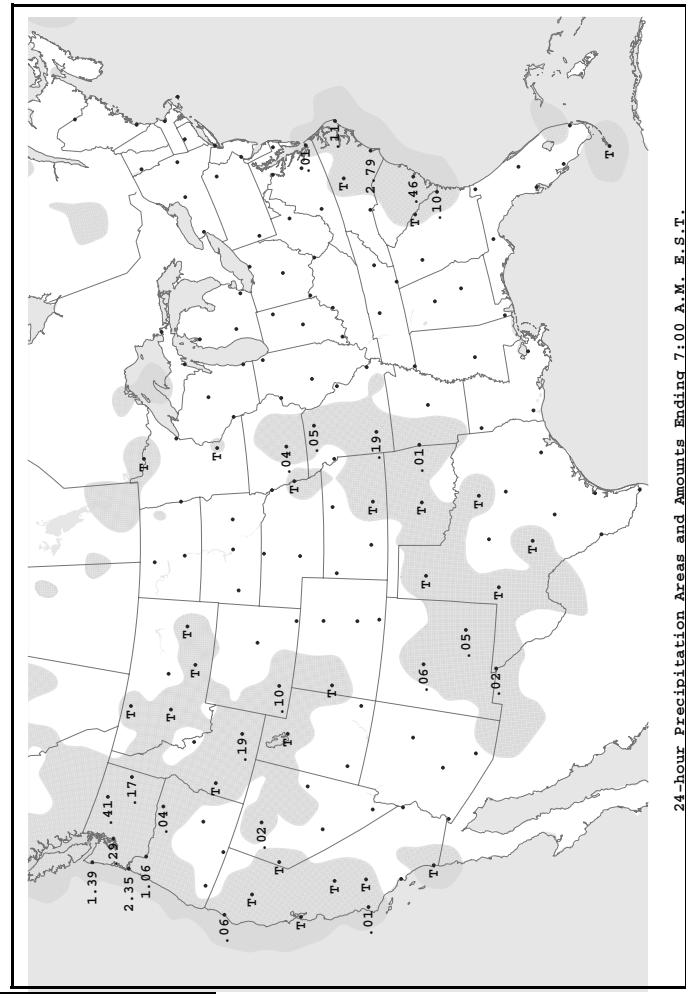 1.39
.41
.29
2.35
.17
T
T
1.06
.04
T
T
T
T
T
.06
.19
T
.02
T
.10
.04
T
T
T
.01
.05
T
T
.11
T
T
.01
2.79
T
.19
.46
T
.01
T
.06
T
T
.10
.05
T
.02
T
T
T
24-hour Precipitation Areas and Amounts Ending 7:00 A.M. E.S.T.